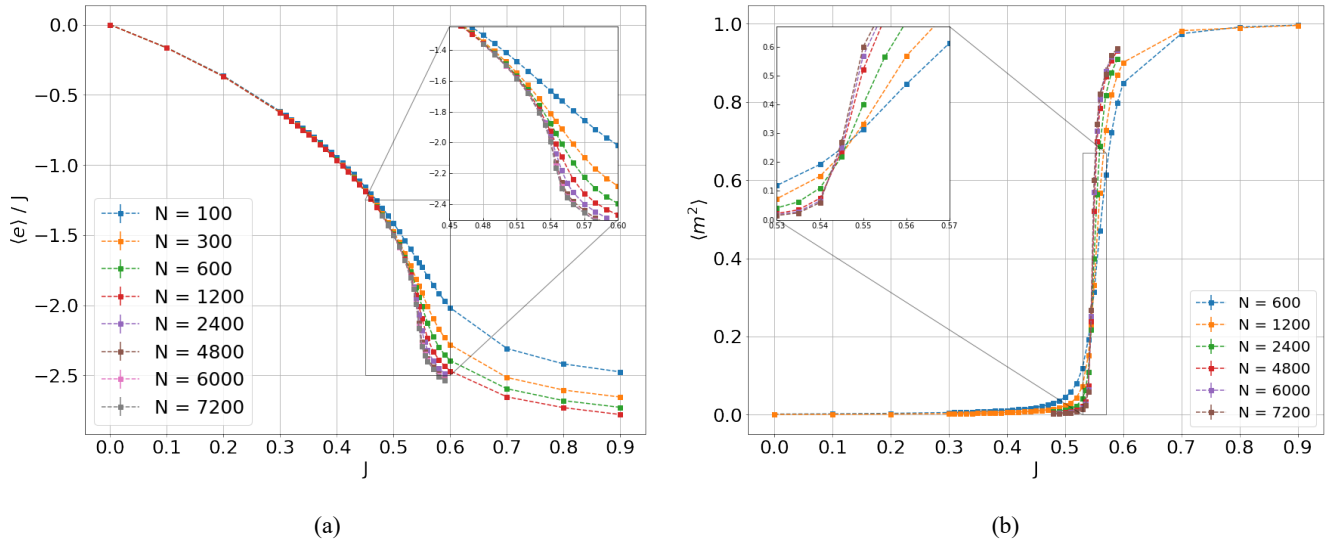 0.0
−0.5
−1.0
−1.5
−2.0
−2.5
⟨e⟩ / J
N = 100
N = 300
N = 600
N = 1200
N = 2400
N = 4800
N = 6000
N = 7200
−1.4
−1.6
−1.8
−2.0
−2.2
−2.4
0.45 0.48 0.51 0.54 0.57 0.60
0.0 0.1 0.2 0.3 0.4 0.5 0.6 0.7 0.8 0.9
J
(a)
1.0
0.8
0.6
0.4
0.2
0.0
⟨m²⟩
0.6
0.5
0.4
0.3
0.2
0.1
0.0
0.53 0.54 0.55 0.56 0.57
N = 600
N = 1200
N = 2400
N = 4800
N = 6000
N = 7200
0.0 0.1 0.2 0.3 0.4 0.5 0.6 0.7 0.8 0.9
J
(b)